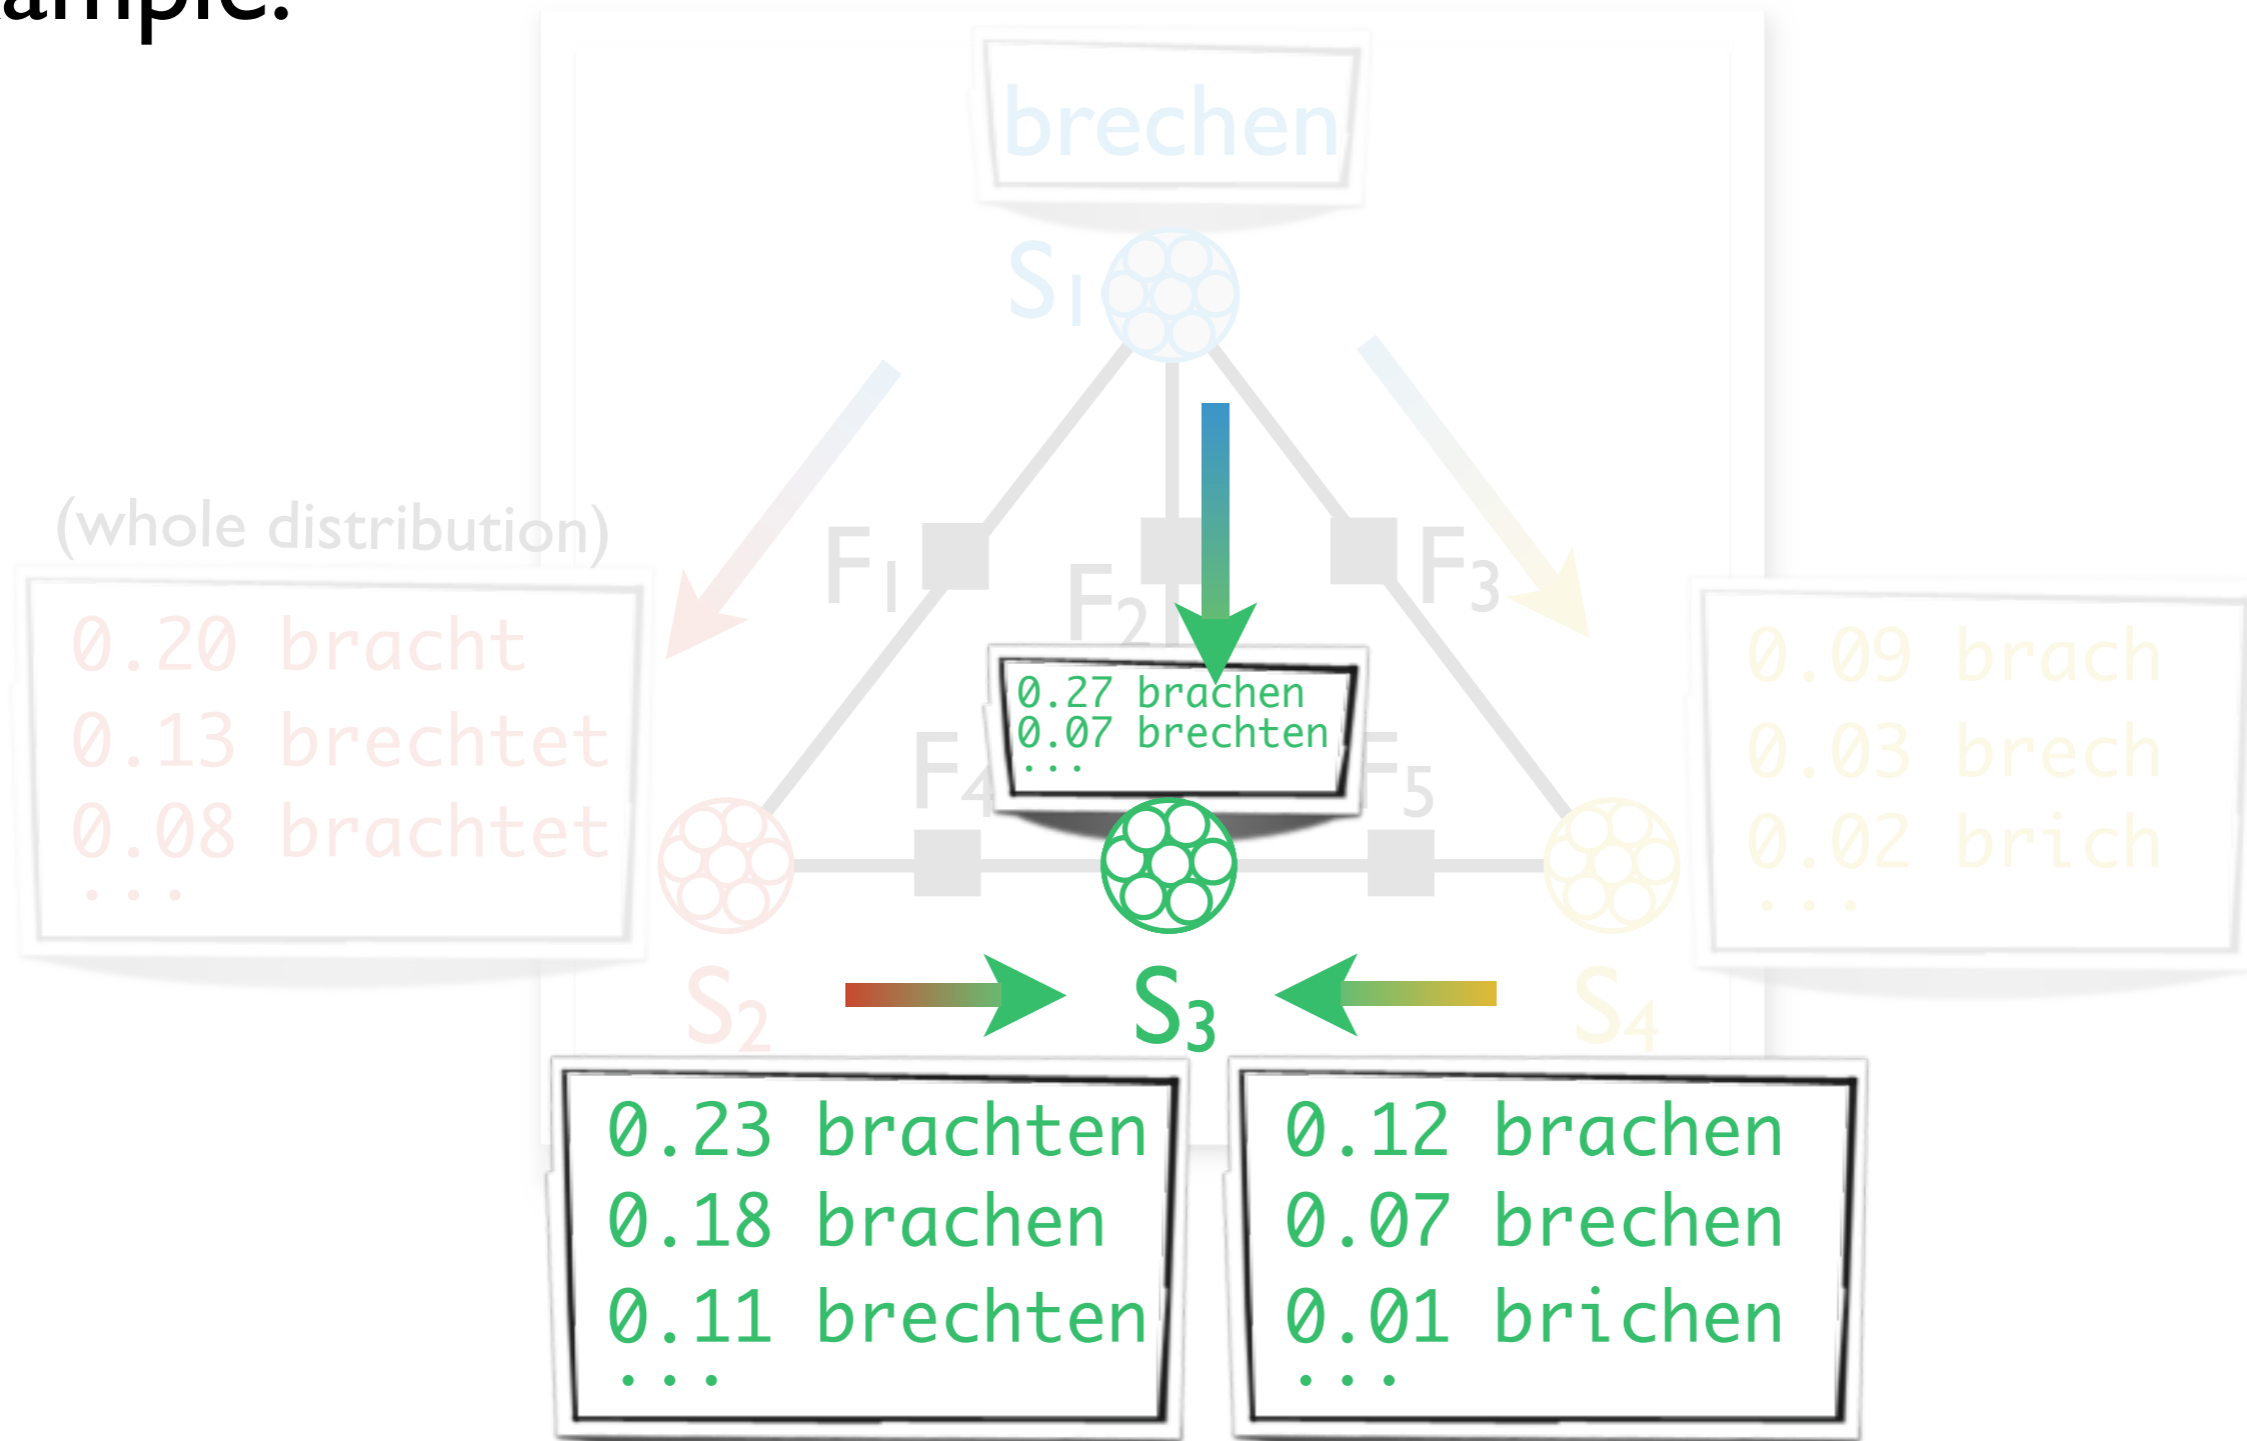 ample:
brechen
S1
(whole distribution)
F1
F2
F3
0.20 bracht
0.13 brechtet
0.08 brachtet
...
0.27 brachen
0.07 brechten
...
0.09 brach
0.03 brech
0.02 brich
...
F4
F5
S2
S3
S4
0.23 brachten
0.18 brachen
0.11 brechten
...
0.12 brachen
0.07 brechen
0.01 brichen
...